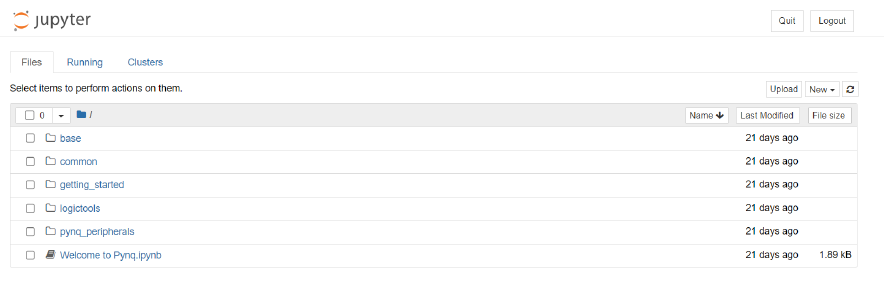 jupyter Quit Logout
Files Running Clusters
Select items to perform actions on them. Upload New
0 / Name Last Modified File size
base 21 days ago
common 21 days ago
getting_started 21 days ago
logictools 21 days ago
pynq_peripherals 21 days ago
Welcome to Pynq.ipynb 21 days ago 1.89 kB